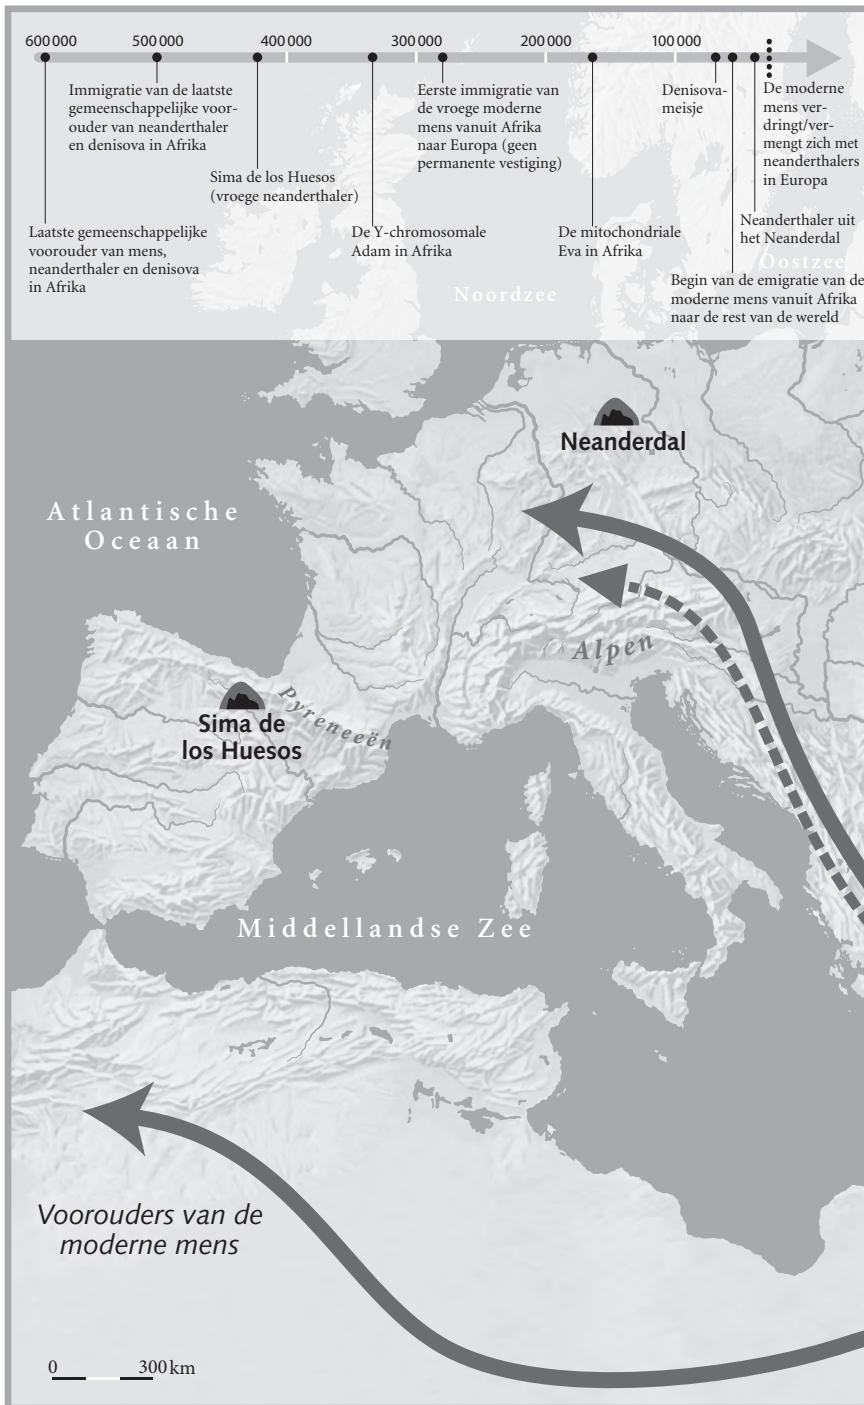 600 000 500 000 400 000 300 000 200 000 100 000
Immigratie van de laatste
gemeenschappelijke voor-
ouder van neanderthaler
en denisova in Afrika
Eerste immigratie van
de vroege moderne
mens vanuit Afrika
naar Europa (geen
permanente vestiging)
Denisova-
meisje
De moderne
mens ver-
dringt/ver-
mengt zich met
neanderthalers
in Europa
Sima de los Huesos
(vroege neanderthaler)
Laatste gemeenschappelijke
voorouder van mens,
neanderthaler en denisova
in Afrika
De Y-chromosomale
Adam in Afrika
De mitochondriale
Eva in Afrika
Neanderthaler uit
het Neanderdal
Oostzee
Begin van de emigratie van de
moderne mens vanuit Afrika
naar de rest van de wereld
Noordzee
Neanderdal
Atlantische
Oceaan
Alpen
Pyreneeën
Sima de
los Huesos
Middellandse Zee
Voorouders van de
moderne mens
0 300 km